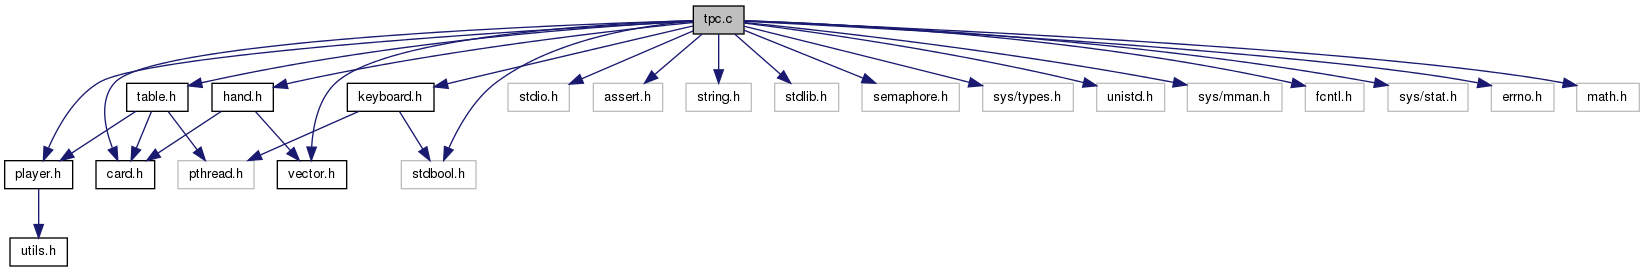 tpc.c
table.h
hand.h
keyboard.h
stdio.h
assert.h
string.h
stdlib.h
semaphore.h
sys/types.h
unistd.h
sys/mman.h
fcntl.h
sys/stat.h
errno.h
math.h
player.h
card.h
pthread.h
vector.h
stdbool.h
utils.h